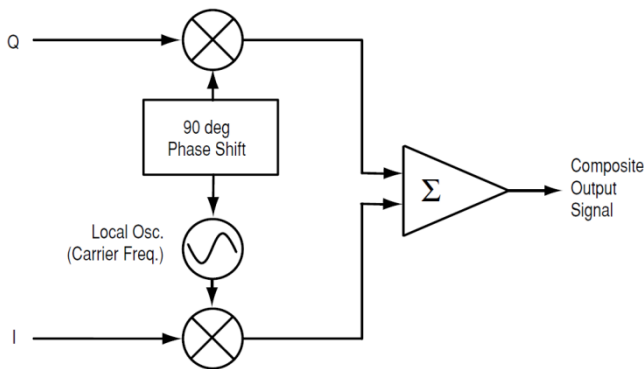 Q
90 deg
Phase Shift
Σ
Composite
Output
Signal
Local Osc.
(Carrier Freq.)
I